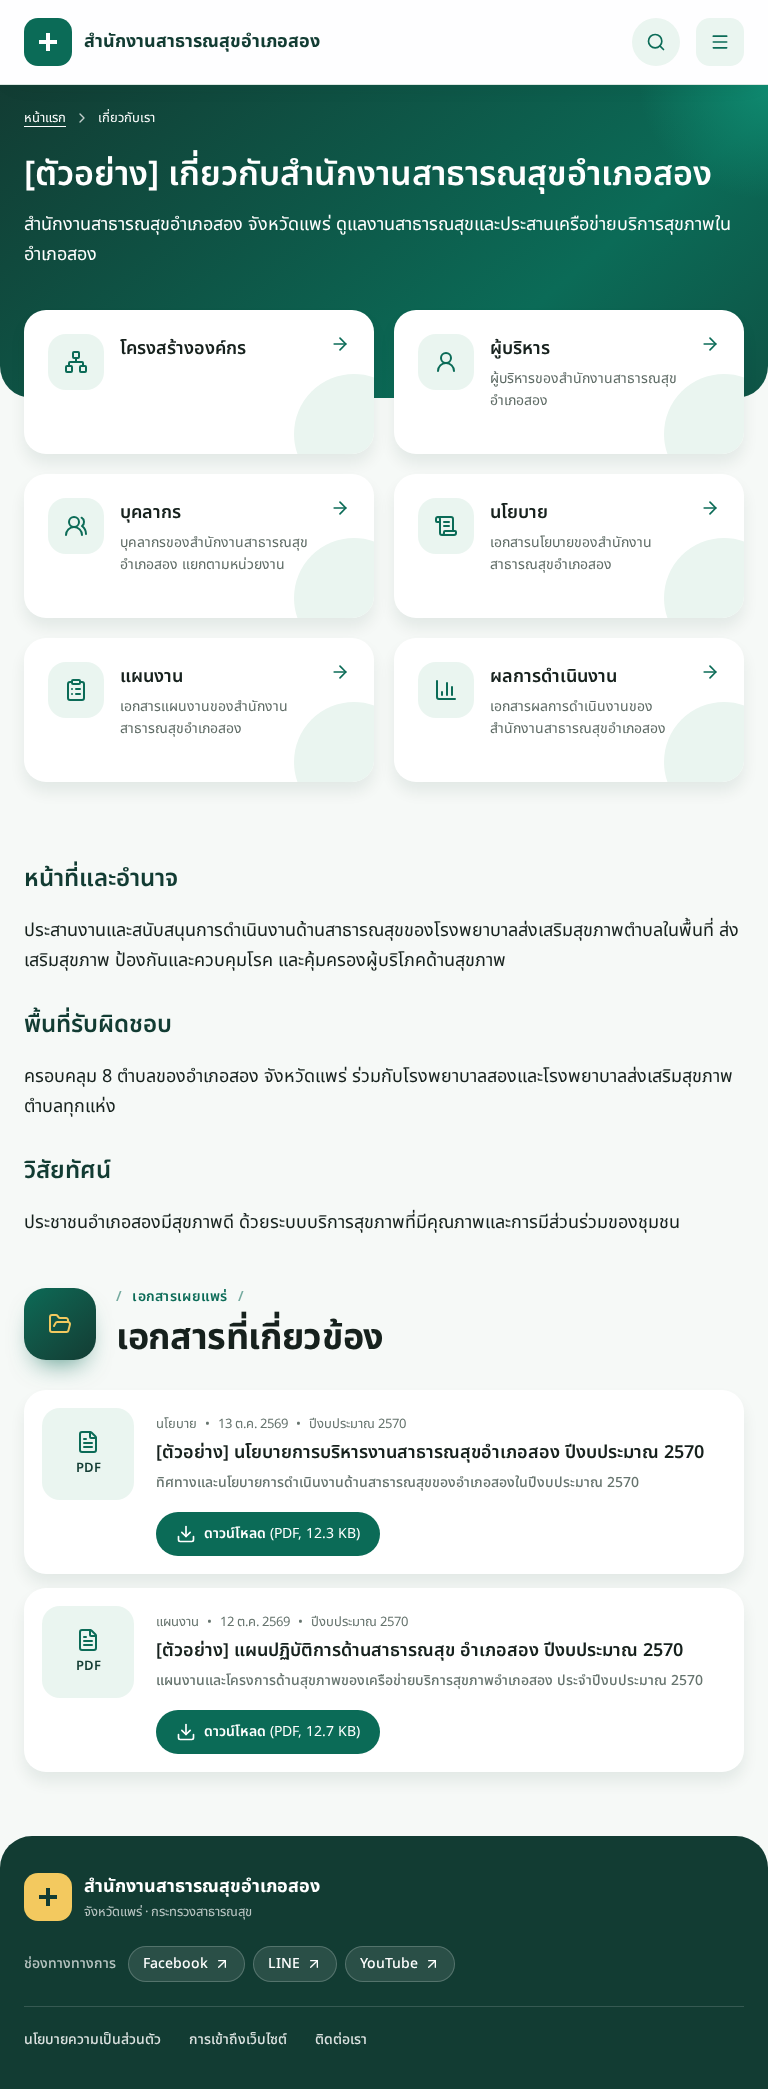 สำนักงานสาธารณสุขอำเภอสอง
หน้าแรก
เกี่ยวกับเรา
[ตัวอย่าง] เกี่ยวกับสำนักงานสาธารณสุขอำเภอสอง
สำนักงานสาธารณสุขอำเภอสอง จังหวัดแพร่ ดูแลงานสาธารณสุขและประสานเครือข่ายบริการสุขภาพใน
อำเภอสอง
โครงสร้างองค์กร
ผู้บริหาร
ผู้บริหารของสำนักงานสาธารณสุข
อำเภอสอง
บุคลากร
บุคลากรของสำนักงานสาธารณสุข
อำเภอสอง แยกตามหน่วยงาน
นโยบาย
เอกสารนโยบายของสำนักงาน
สาธารณสุขอำเภอสอง
แผนงาน
เอกสารแผนงานของสำนักงาน
สาธารณสุขอำเภอสอง
ผลการดำเนินงาน
เอกสารผลการดำเนินงานของ
สำนักงานสาธารณสุขอำเภอสอง
หน้าที่และอำนาจ
ประสานงานและสนับสนุนการดำเนินงานด้านสาธารณสุขของโรงพยาบาลส่งเสริมสุขภาพตำบลในพื้นที่ ส่ง
เสริมสุขภาพ ป้องกันและควบคุมโรค และคุ้มครองผู้บริโภคด้านสุขภาพ
พื้นที่รับผิดชอบ
ครอบคลุม 8 ตำบลของอำเภอสอง จังหวัดแพร่ ร่วมกับโรงพยาบาลสองและโรงพยาบาลส่งเสริมสุขภาพ
ตำบลทุกแห่ง
วิสัยทัศน์
ประชาชนอำเภอสองมีสุขภาพดี ด้วยระบบบริการสุขภาพที่มีคุณภาพและการมีส่วนร่วมของชุมชน
/ เอกสารเผยแพร่ /
เอกสารที่เกี่ยวข้อง
PDF
นโยบาย • 13 ต.ค. 2569 • ปีงบประมาณ 2570
[ตัวอย่าง] นโยบายการบริหารงานสาธารณสุขอำเภอสอง ปีงบประมาณ 2570
ทิศทางและนโยบายการดำเนินงานด้านสาธารณสุขของอำเภอสองในปีงบประมาณ 2570
ดาวน์โหลด (PDF, 12.3 KB)
PDF
แผนงาน • 12 ต.ค. 2569 • ปีงบประมาณ 2570
[ตัวอย่าง] แผนปฏิบัติการด้านสาธารณสุข อำเภอสอง ปีงบประมาณ 2570
แผนงานและโครงการด้านสุขภาพของเครือข่ายบริการสุขภาพอำเภอสอง ประจำปีงบประมาณ 2570
ดาวน์โหลด (PDF, 12.7 KB)
สำนักงานสาธารณสุขอำเภอสอง
จังหวัดแพร่ · กระทรวงสาธารณสุข
ช่องทางทางการ
Facebook
LINE
YouTube
นโยบายความเป็นส่วนตัว
การเข้าถึงเว็บไซต์
ติดต่อเรา